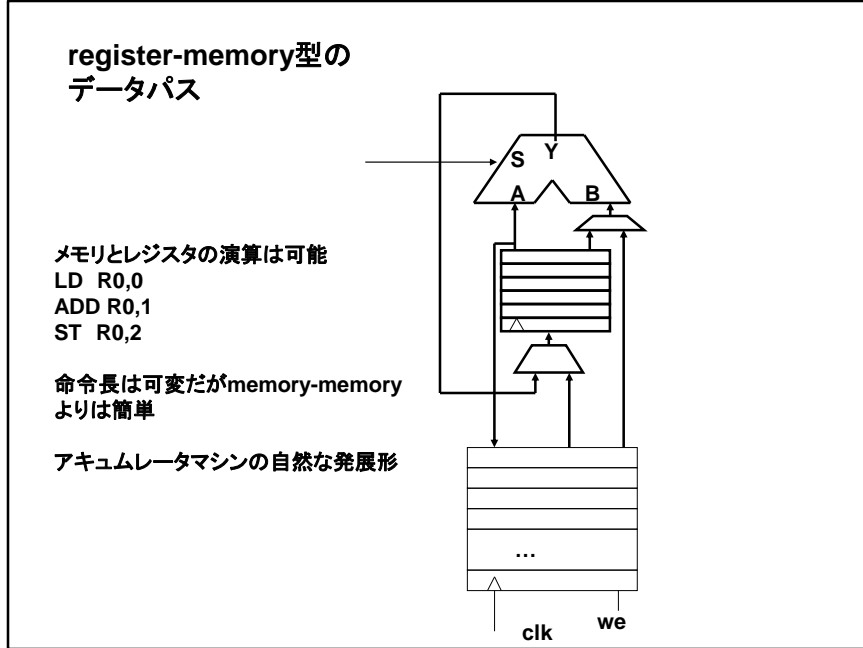 register-memory型の
データパス
S
Y
A
B
メモリとレジスタの演算は可能
LD R0,0
ADD R0,1
ST R0,2
命令長は可変だがmemory-memory
よりは簡単
アキュムレータマシンの自然な発展形
…
clk
we